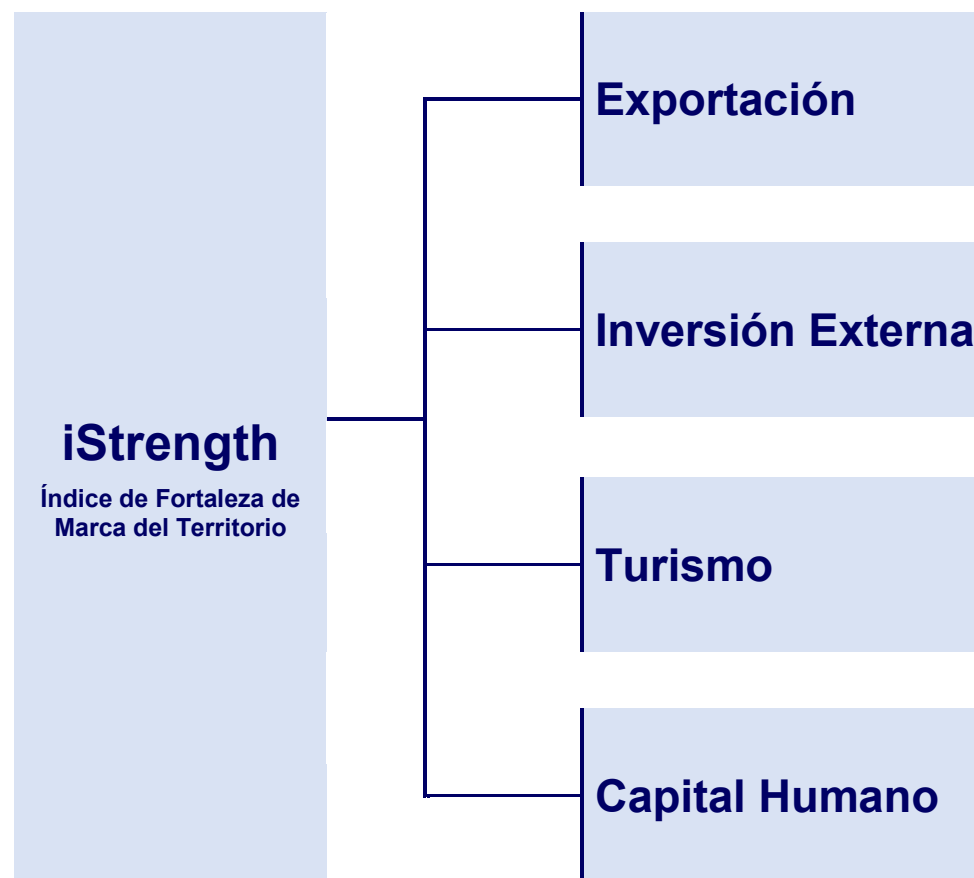 iStrength
Índice de Fortaleza de
Marca del Territorio
Exportación
Inversión Externa
Turismo
Capital Humano